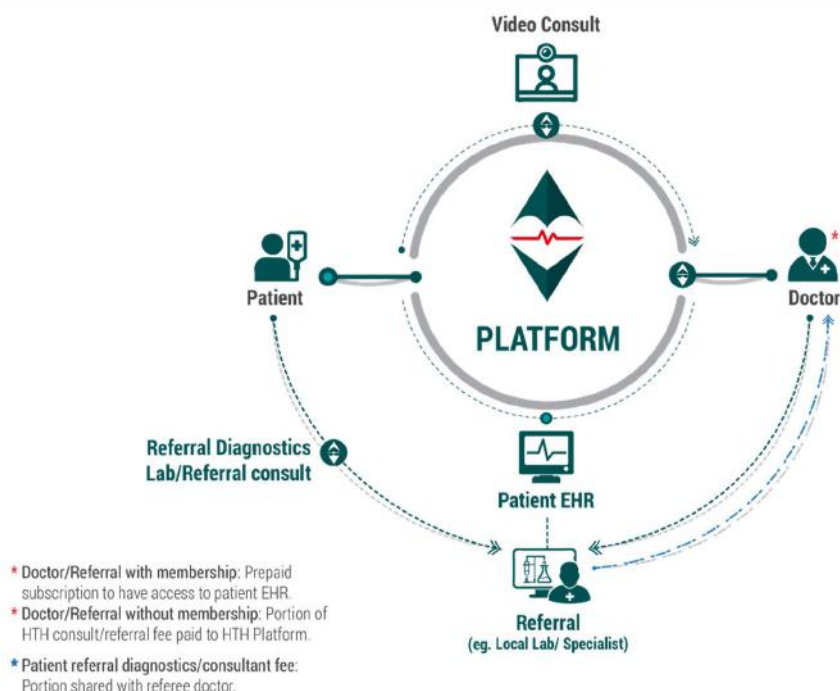 Video Consult
Patient
*
Doctor
PLATFORM
Referral Diagnostics
Lab/Referral consult
Patient EHR
Referral
(eg. Local Lab/ Specialist)
* Doctor/Referral with membership: Prepaid
subscription to have access to patient EHR.
* Doctor/Referral without membership: Portion of
HTH consult/referral fee paid to HTH Platform.
* Patient referral diagnostics/consultant fee:
Portion shared with referee doctor.